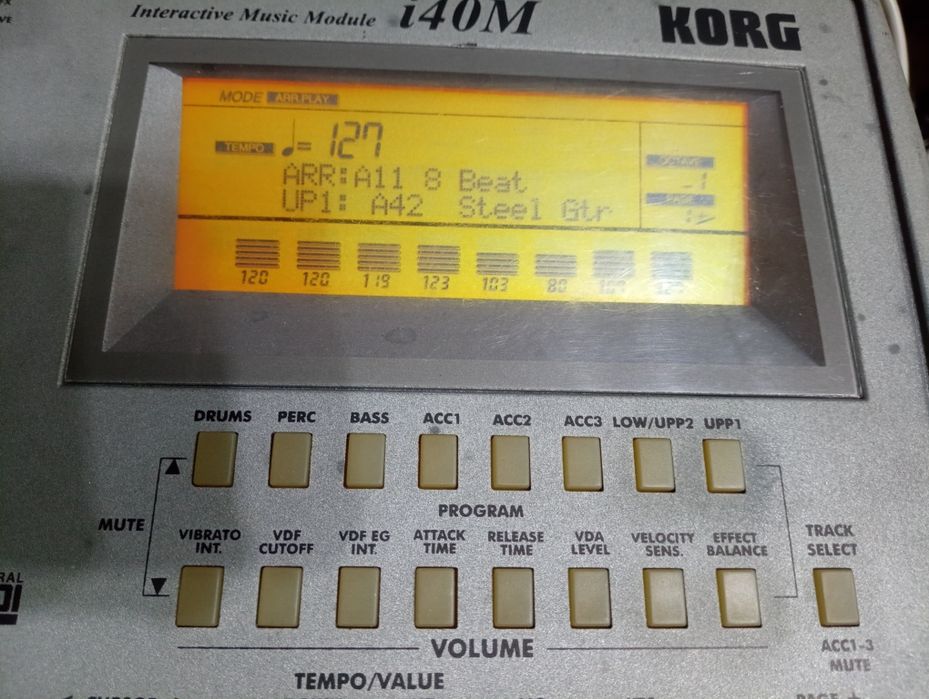 Interactive Music Module i40M KORG
MODE ARR.PLAY
TEMPO ♩= 127
OCTAVE
ARR:A11 8 Beat
-1
UP1: A42 Steel Gtr
PAGE
120 120 119 123 103 80
DRUMS PERC BASS ACC1 ACC2 ACC3 LOW/UPP2 UPP1
PROGRAM
MUTE
VIBRATO INT. VDF CUTOFF VDF EG INT. ATTACK TIME RELEASE TIME VDA LEVEL VELOCITY SENS. EFFECT BALANCE TRACK SELECT
VOLUME
ACC1-3 MUTE
TEMPO/VALUE